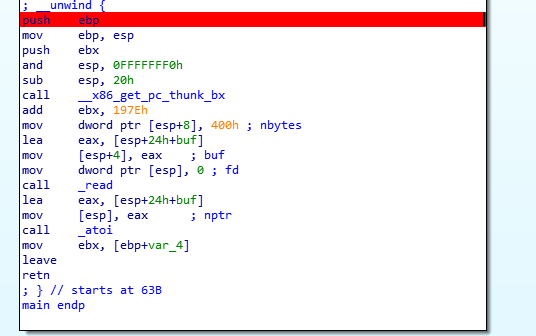 ; __unwind {
push ebp
mov ebp, esp
push ebx
and esp, 0FFFFFFF0h
sub esp, 20h
call __x86_get_pc_thunk_bx
add ebx, 197Eh
mov dword ptr [esp+8], 400h ; nbytes
lea eax, [esp+24h+buf]
mov [esp+4], eax ; buf
mov dword ptr [esp], 0 ; fd
call _read
lea eax, [esp+24h+buf]
mov [esp], eax ; nptr
call _atoi
mov ebx, [ebp+var_4]
leave
retn
; } // starts at 63B
main endp